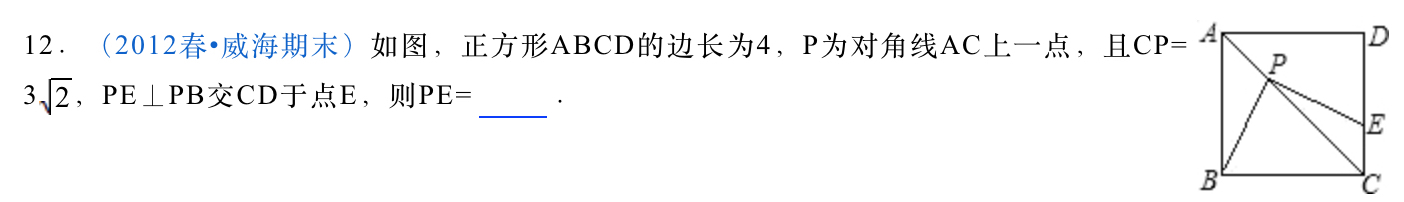 12．（2012春•威海期末）如图，正方形ABCD的边长为4，P为对角线AC上一点，且CP=
3√2，PE⊥PB交CD于点E，则PE=____．
A
D
P
E
B
C